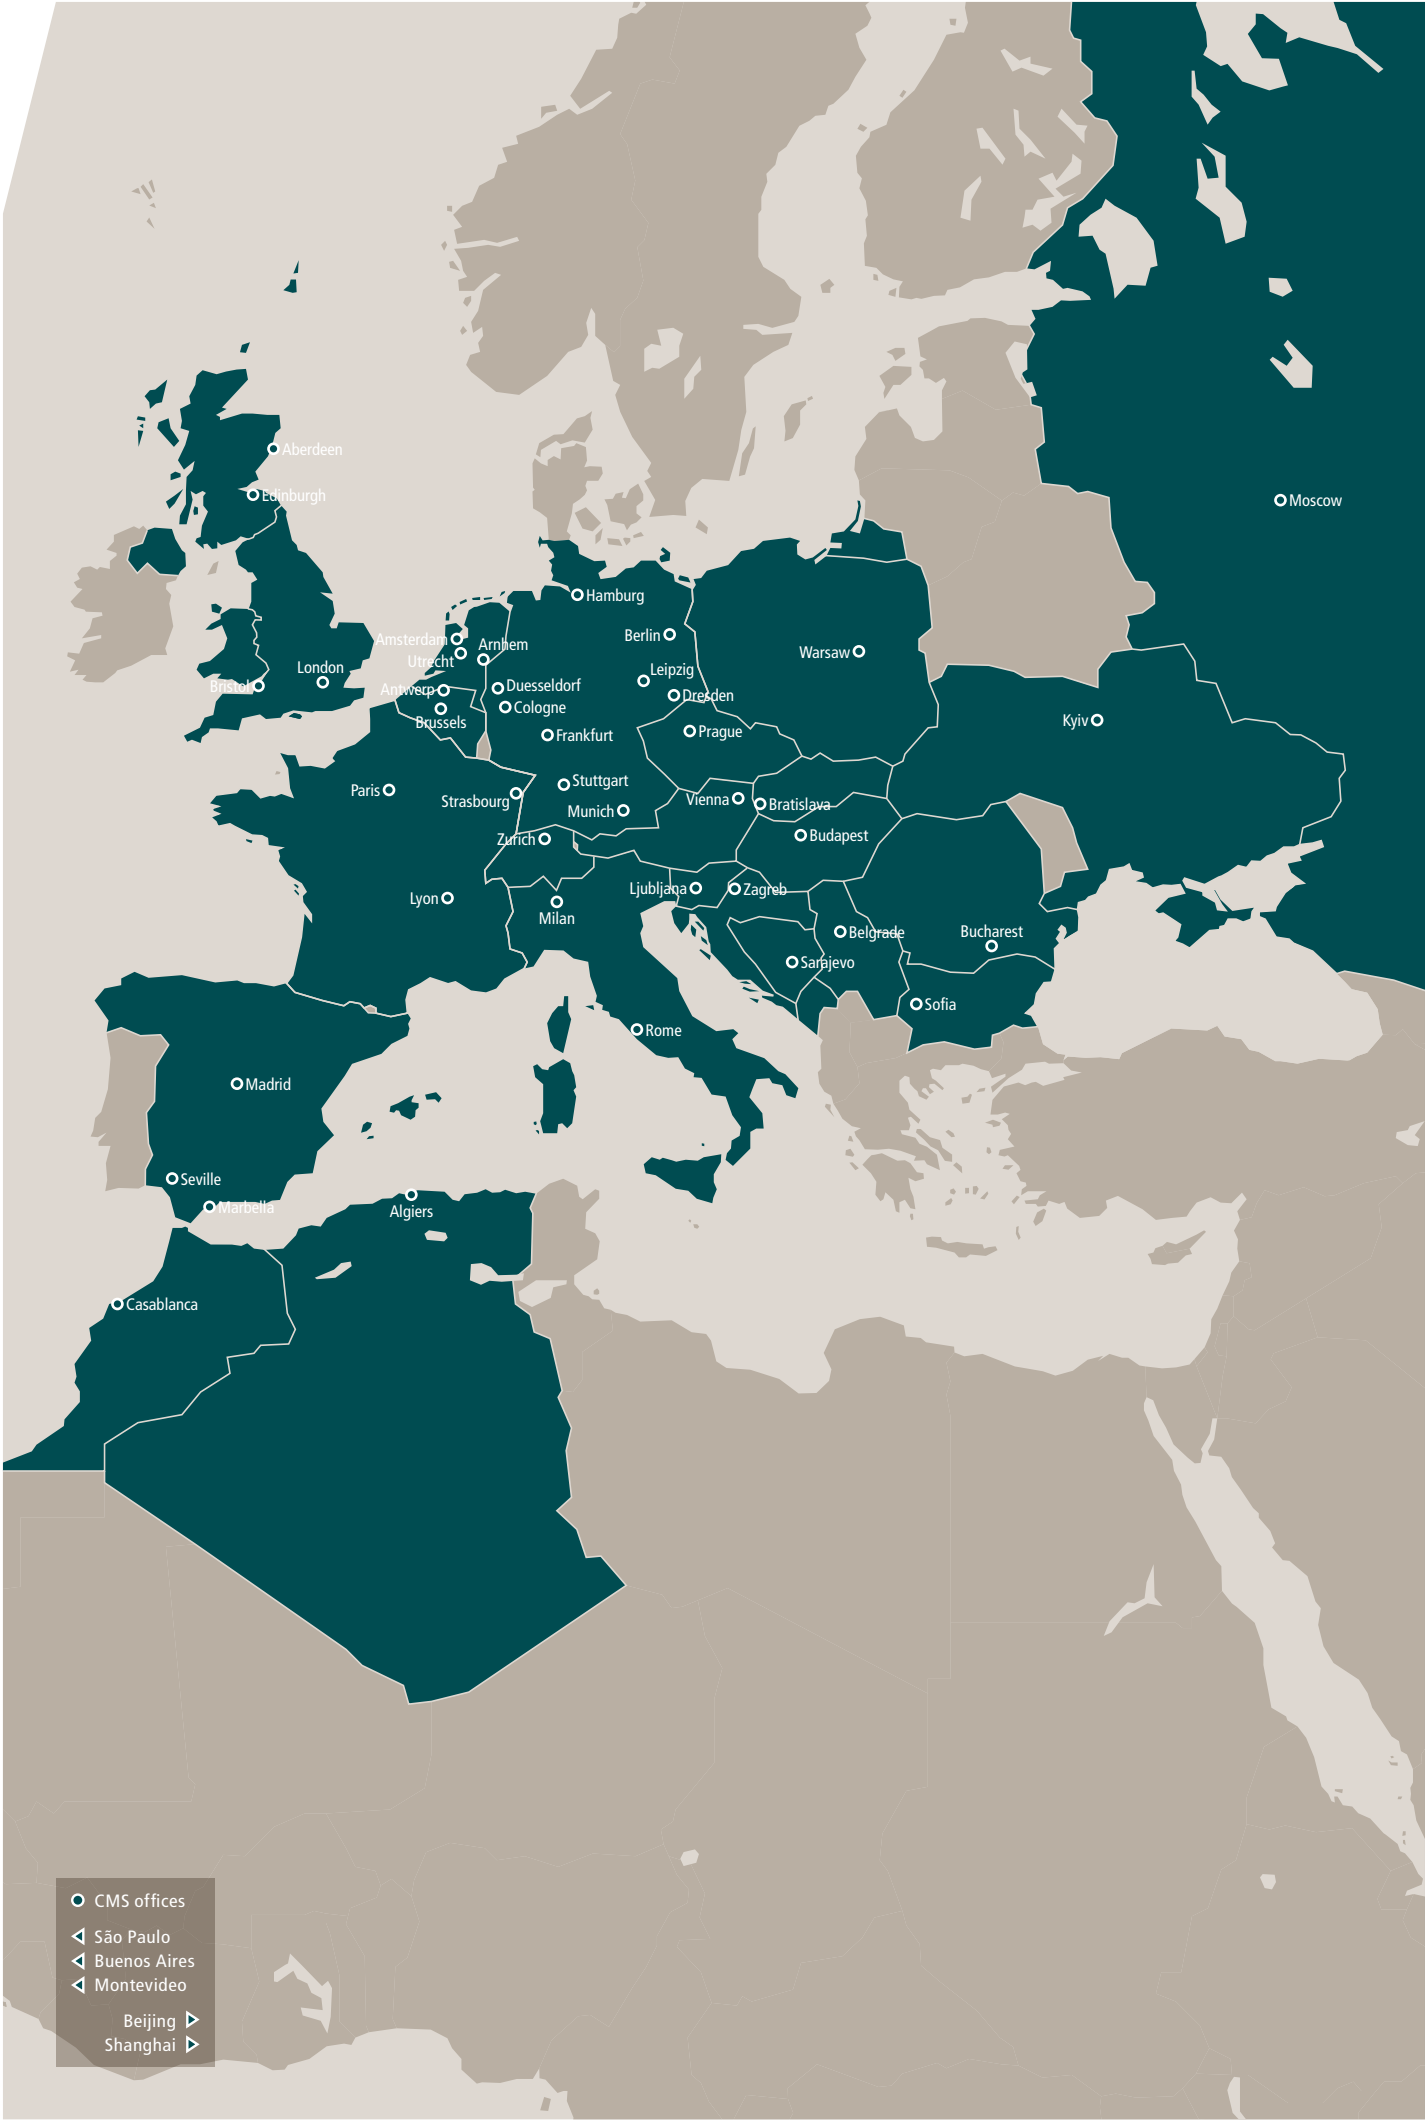 Aberdeen
Edinburgh
Moscow
Hamburg
Berlin
Amsterdam
Arnhem
Utrecht
Warsaw
London
Leipzig
Bristol
Antwerp
Duesseldorf
Dresden
Cologne
Brussels
Kyiv
Frankfurt
Prague
Stuttgart
Paris
Strasbourg
Munich
Vienna
Bratislava
Zurich
Budapest
Lyon
Ljubljana
Zagreb
Milan
Belgrade
Bucharest
Sarajevo
Sofia
Rome
Madrid
Seville
Marbella
Algiers
Casablanca
CMS offices
São Paulo
Buenos Aires
Montevideo
Beijing
Shanghai